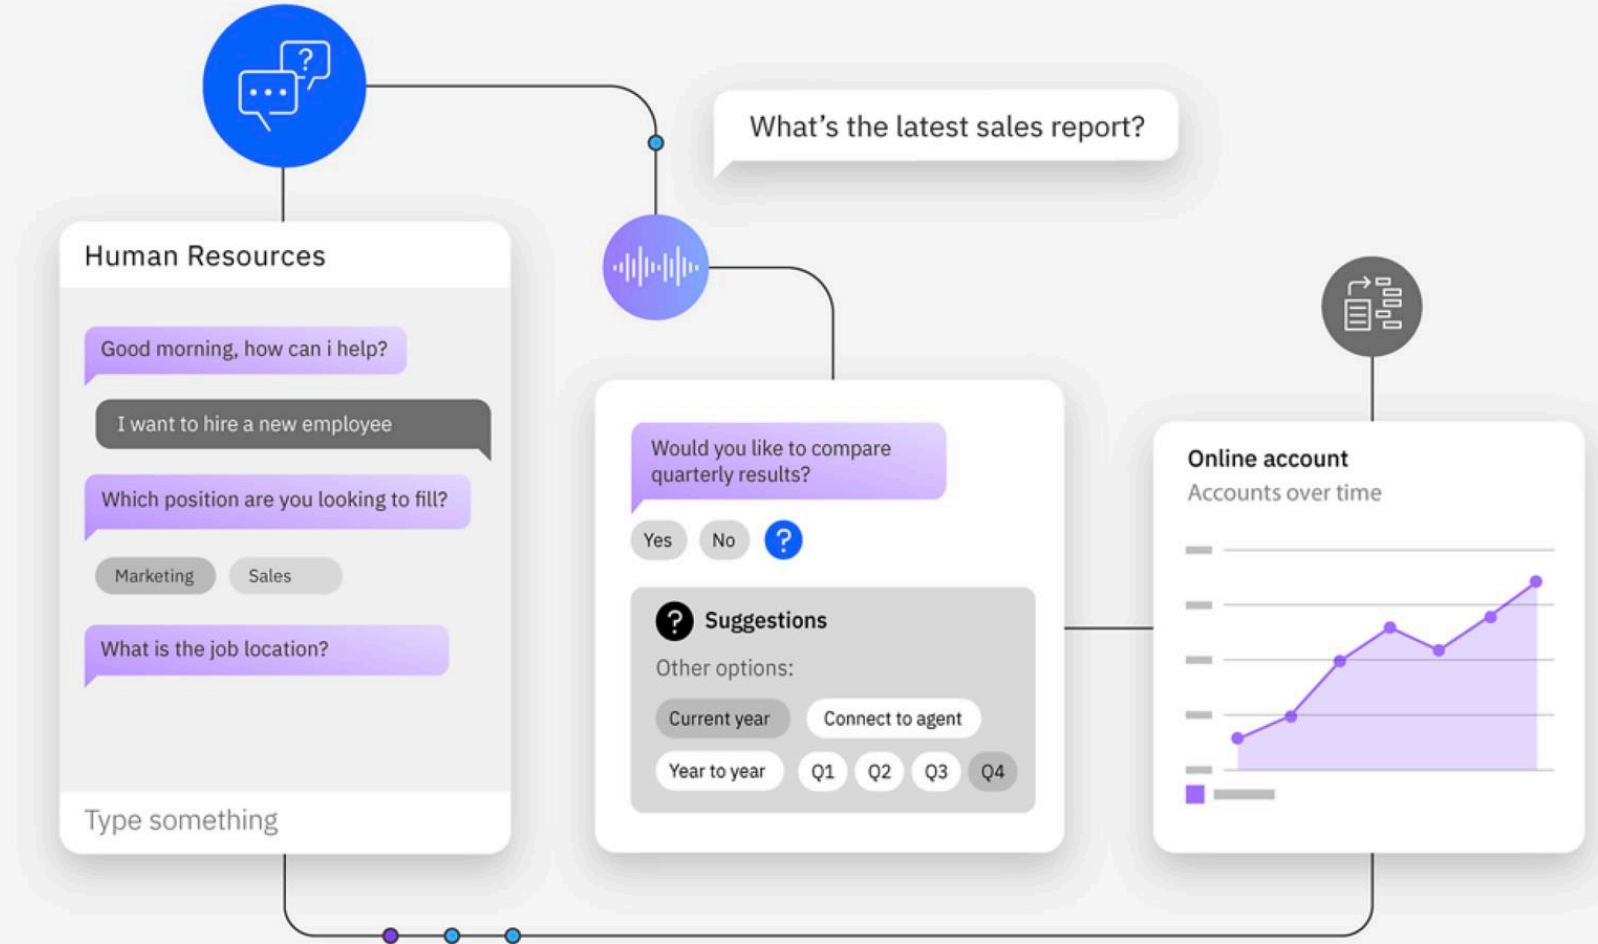 What's the latest sales report?
Human Resources
Good morning, how can i help?
I want to hire a new employee
Which position are you looking to fill?
Marketing
Sales
What is the job location?
Type something
Would you like to compare
quarterly results?
Yes
No
?
? Suggestions
Other options:
Current year
Connect to agent
Year to year
Q1
Q2
Q3
Q4
Online account
Accounts over time